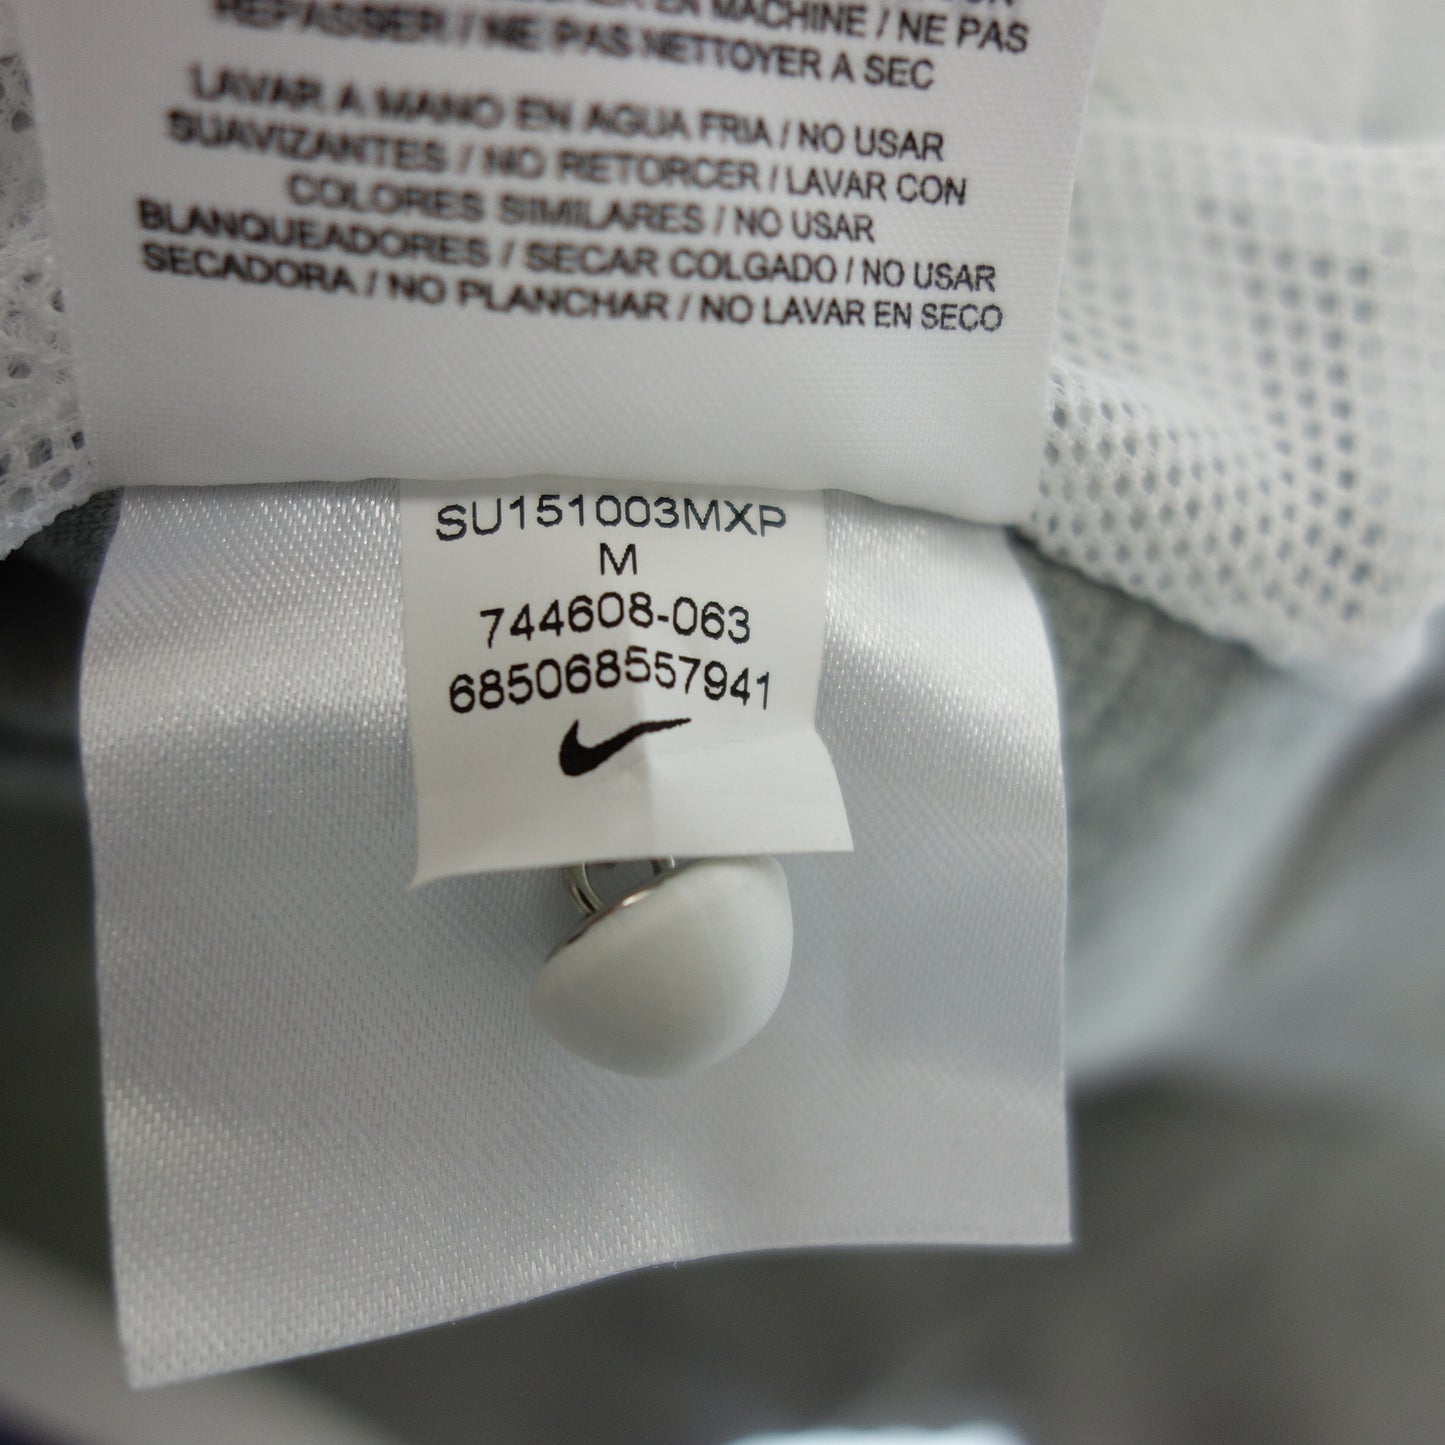 EN MACHINE / NE PAS
REPASSER / NE PAS NETTOYER A SEC
LAVAR A MANO EN AGUA FRIA / NO USAR
SUAVIZANTES / NO RETORCER / LAVAR CON
COLORES SIMILARES / NO USAR
BLANQUEADORES / SECAR COLGADO / NO USAR
SECADORA / NO PLANCHAR / NO LAVAR EN SECO
SU151003MXP
M
744608-063
685068557941